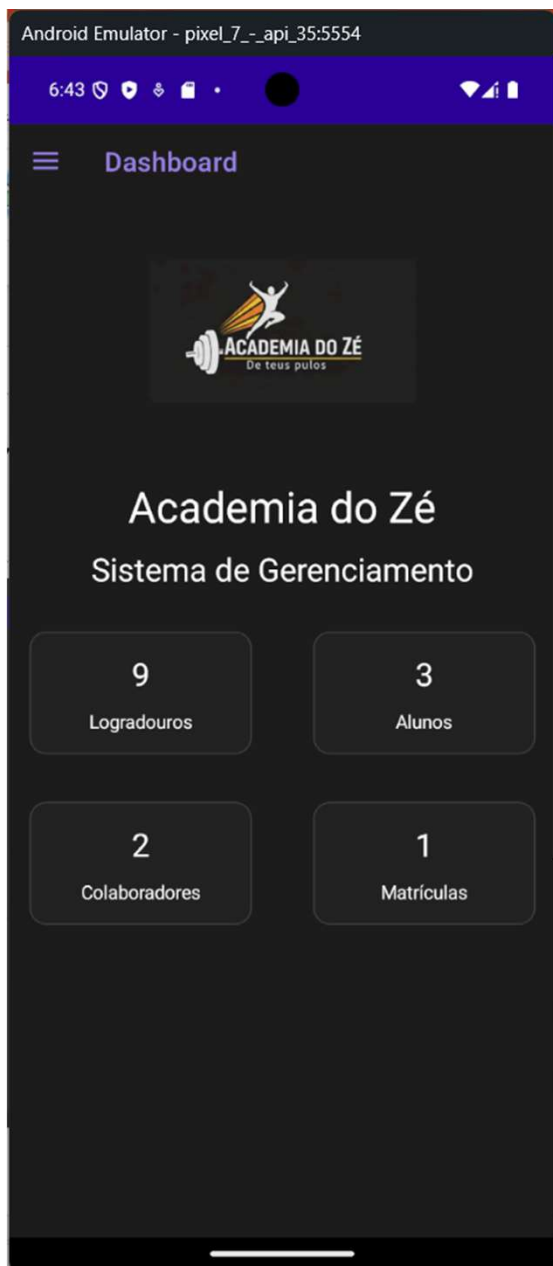 Android Emulator - pixel_7_-_api_35:5554
6:43
Dashboard
ACADEMIA DO ZÉ
De teus pulos
Academia do Zé
Sistema de Gerenciamento
9
Logradouros
3
Alunos
2
Colaboradores
1
Matrículas